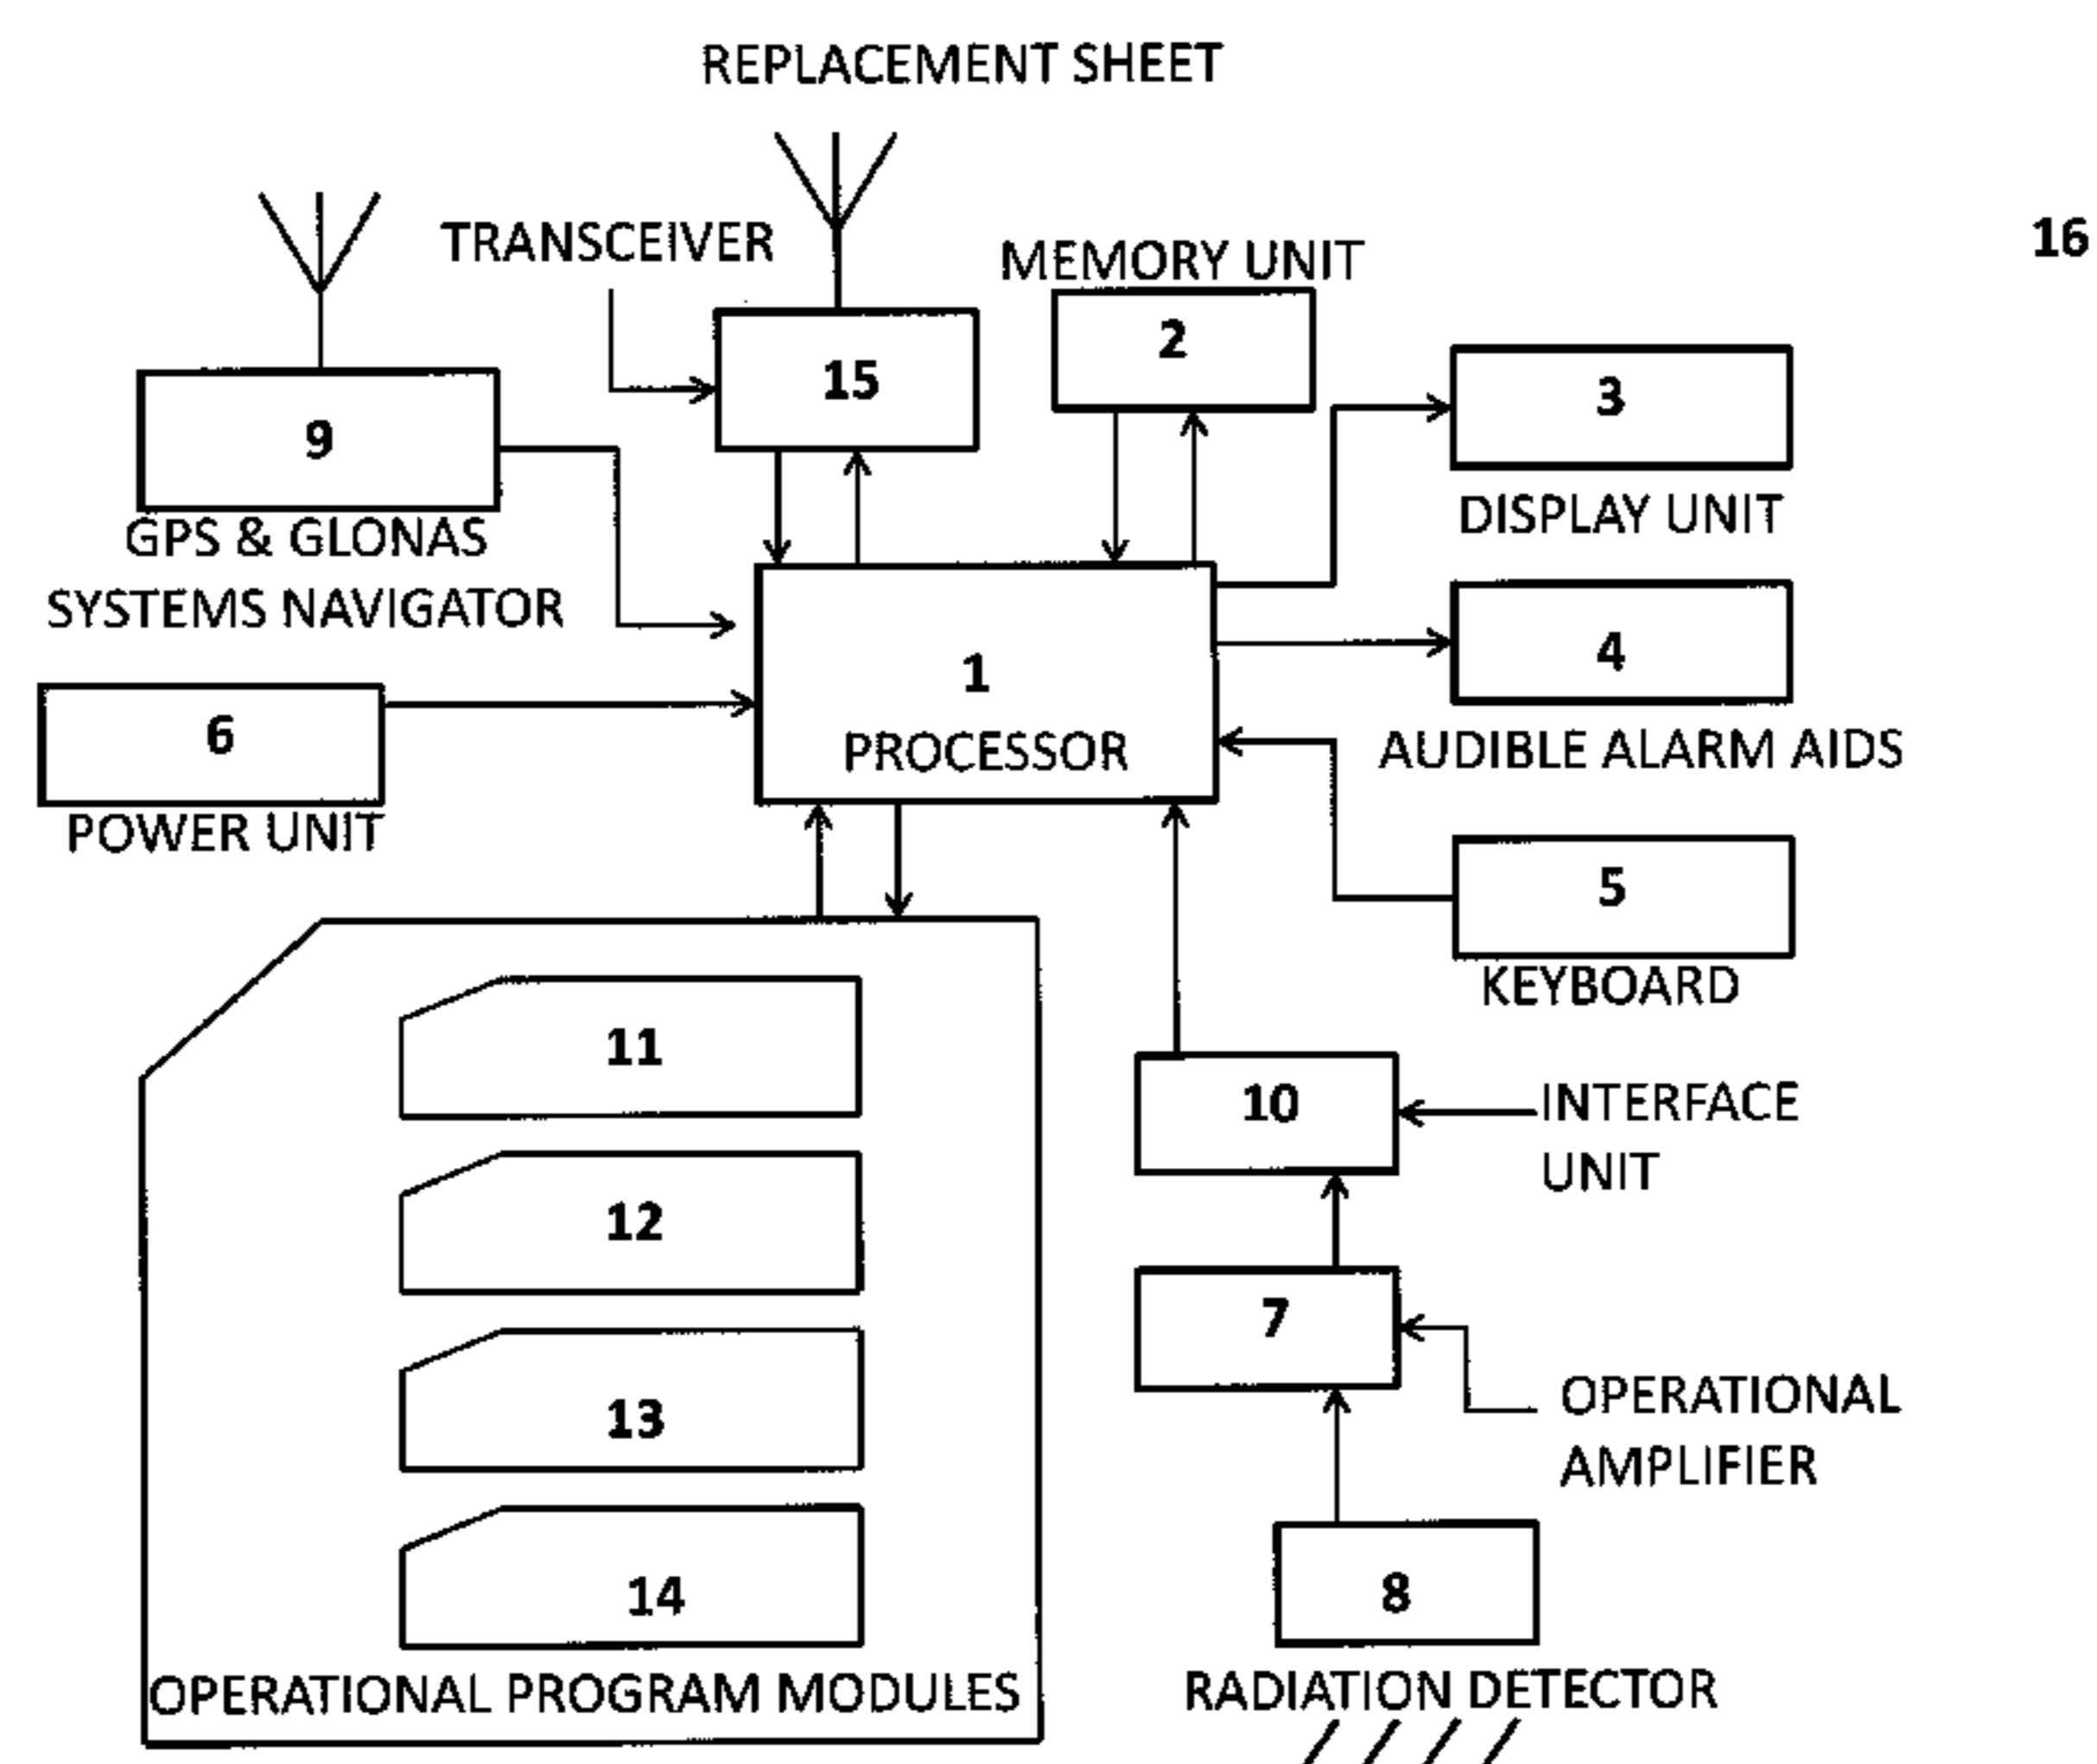 REPLACEMENT SHEET
16
TRANSCEIVER
MEMORY UNIT
2
15
3
9
DISPLAY UNIT
GPS & GLONAS
SYSTEMS NAVIGATOR
4
1
PROCESSOR
6
AUDIBLE ALARM AIDS
POWER UNIT
5
KEYBOARD
11
10
INTERFACE
UNIT
12
7
13
OPERATIONAL
AMPLIFIER
14
8
OPERATIONAL PROGRAM MODULES
RADIATION DETECTOR